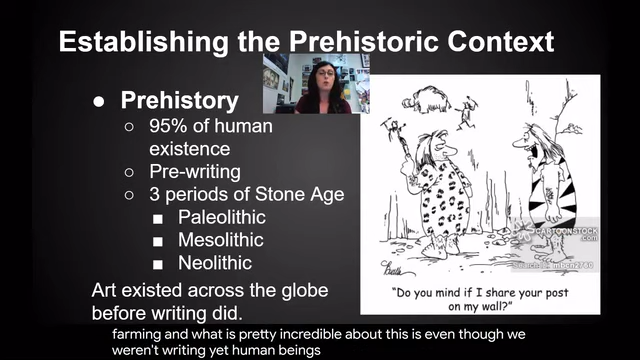 Establishing the Prehistoric Context
● Prehistory
○ 95% of human
existence
○ Pre-writing
○ 3 periods of Stone Age
■ Paleolithic
■ Mesolithic
■ Neolithic
Art existed across the globe
before writing did.
CARTOONSTOCK
.com
"Do you mind if I share your post
on my wall?"
farming and what is pretty incredible about this is even though we
weren't writing yet human beings